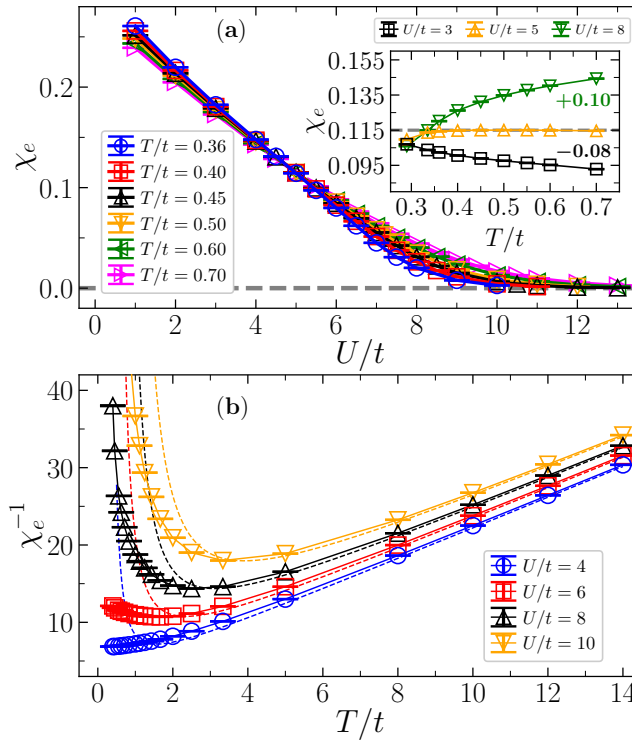 (a)
χ_e
0.2
0.1
0.0
T/t = 0.36
T/t = 0.40
T/t = 0.45
T/t = 0.50
T/t = 0.60
T/t = 0.70
0 2 4 6 8 10 12
U/t
U/t = 3 U/t = 5 U/t = 8
χ_e
0.155
0.135
0.115
0.095
+0.10
−0.08
0.3 0.4 0.5 0.6 0.7
T/t
(b)
χ_e^{-1}
40
30
20
10
U/t = 4
U/t = 6
U/t = 8
U/t = 10
0 2 4 6 8 10 12 14
T/t